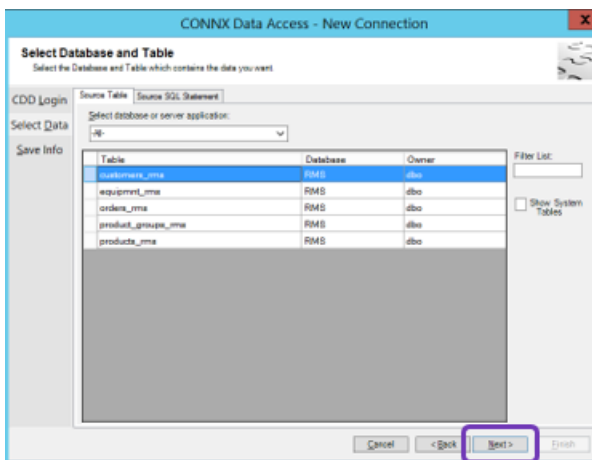 CONNX Data Access - New Connection
x
Select Database and Table
Select the Database and Table which contains the data you want.
CDD Login
Select Data
Save Info
Source Table Source SQL Statement
Select database or server application:
-All-
Table Database Owner
customers_rms RMS dbo
equipmnt_rms RMS dbo
orders_rms RMS dbo
product_groups_rms RMS dbo
products_rms RMS dbo
Filter List:
Show System
Tables
Cancel < Back Next > Finish